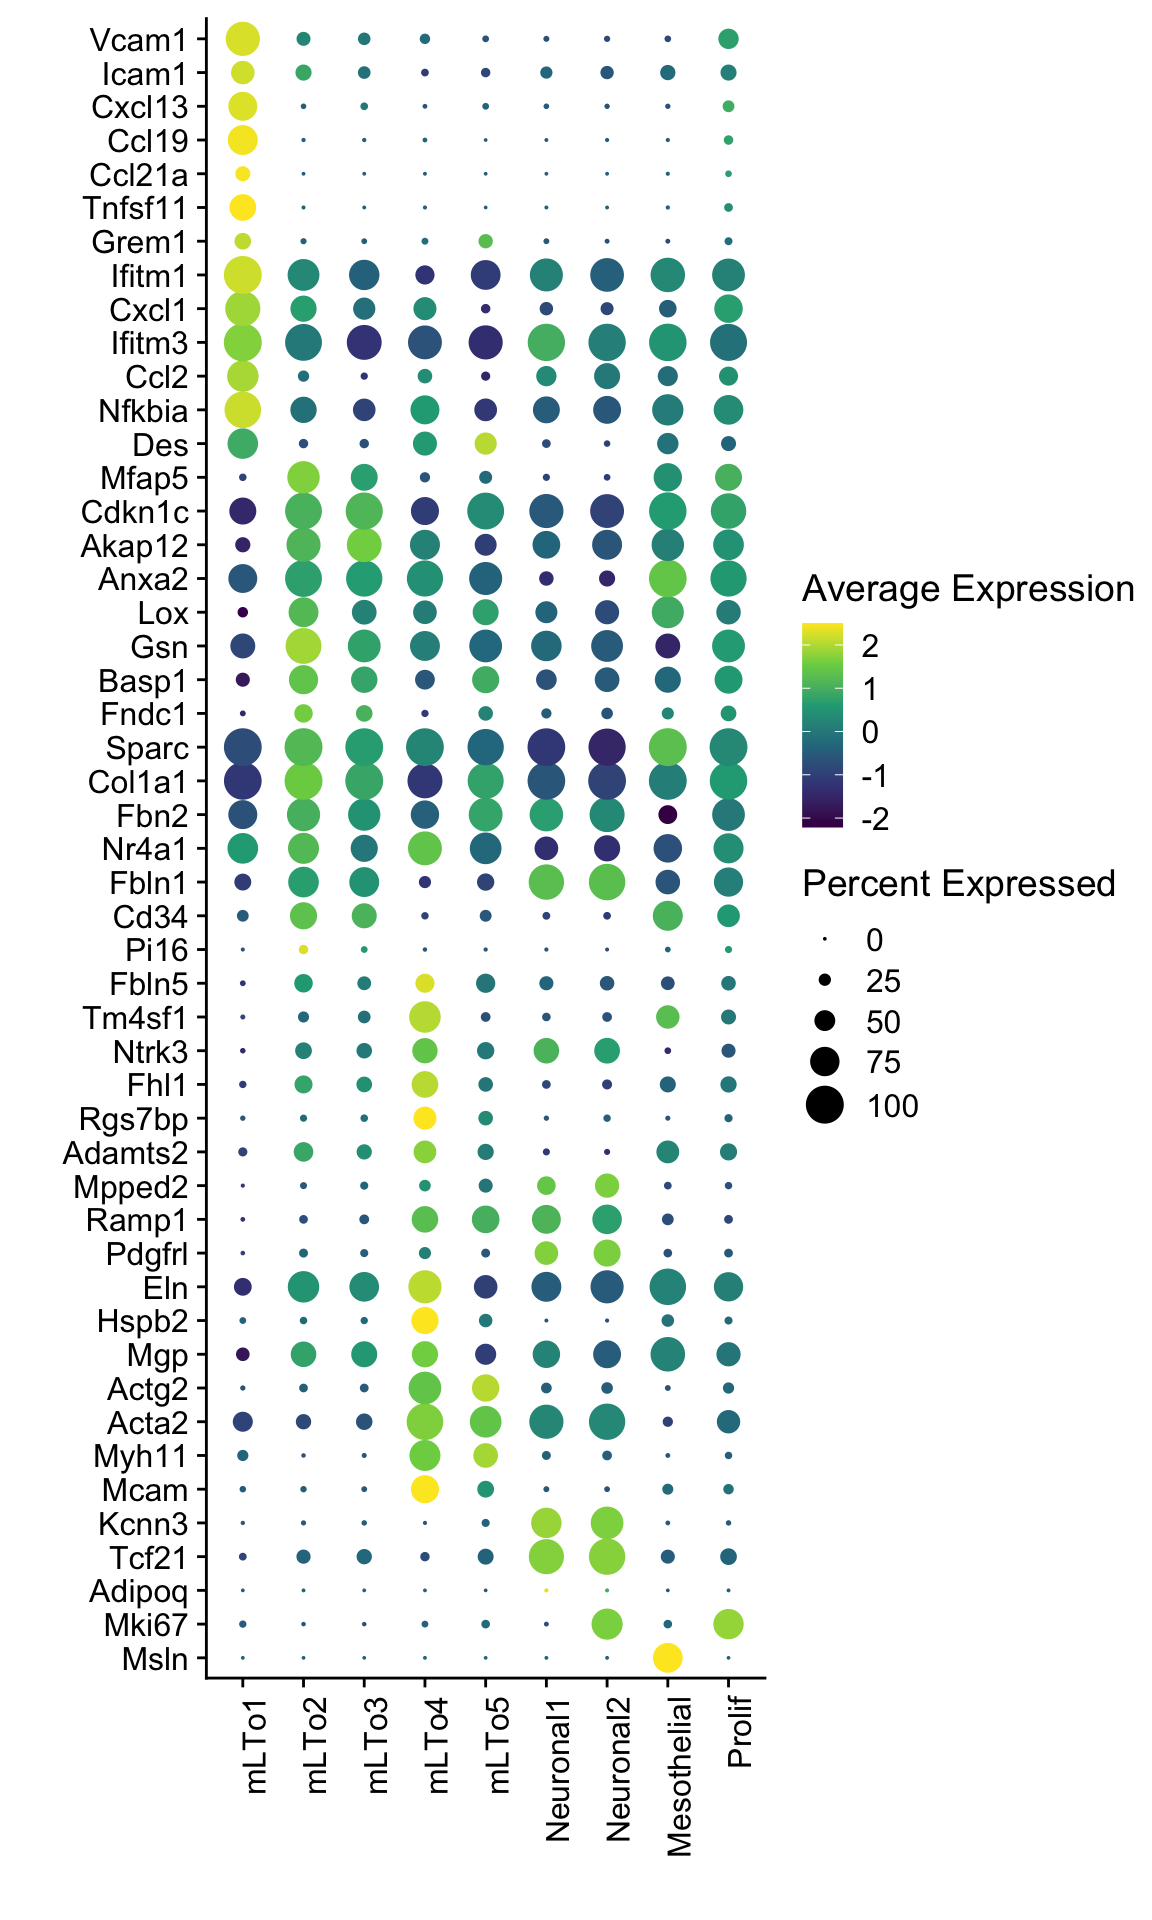 Vcam1
Icam1
Cxcl13
Ccl19
Ccl21a
Tnfsf11
Grem1
Ifitm1
Cxcl1
Ifitm3
Ccl2
Nfkbia
Des
Mfap5
Cdkn1c
Akap12
Anxa2
Lox
Gsn
Basp1
Fndc1
Sparc
Col1a1
Fbn2
Nr4a1
Fbln1
Cd34
Pi16
Fbln5
Tm4sf1
Ntrk3
Fhl1
Rgs7bp
Adamts2
Mpped2
Ramp1
Pdgfrl
Eln
Hspb2
Mgp
Actg2
Acta2
Myh11
Mcam
Kcnn3
Tcf21
Adipoq
Mki67
Msln
mLTo1
mLTo2
mLTo3
mLTo4
mLTo5
Neuronal1
Neuronal2
Mesothelial
Prolif
Average Expression
2
1
0
-1
-2
Percent Expressed
0
25
50
75
100